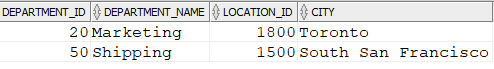 DEPARTMENT_ID DEPARTMENT_NAME LOCATION_ID CITY
20 Marketing 1800 Toronto
50 Shipping 1500 South San Francisco